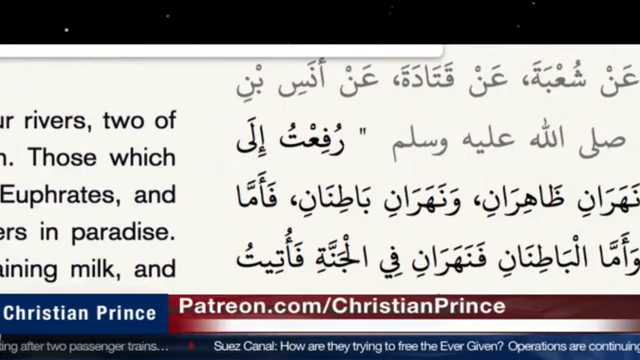 عَنْ شُعْبَةَ، عَنْ قَتَادَةَ، عَنْ أَنَسِ بْنِ
ur rivers, two of
صلى الله عليه وسلم " رُفِعْتُ إِلَى
n. Those which
نَهَرَانِ ظَاهِرَانِ، وَنَهَرَانِ بَاطِنَانِ، فَأَمَّا
Euphrates, and
ers in paradise.
وَأَمَّا الْبَاطِنَانِ فَنَهَرَانِ فِي الْجَنَّةِ فَأُتِيتُ
aining milk, and
Christian Prince
Patreon.com/ChristianPrince
ting after two passenger trains...
Suez Canal: How are they trying to free the Ever Given? Operations are continuing